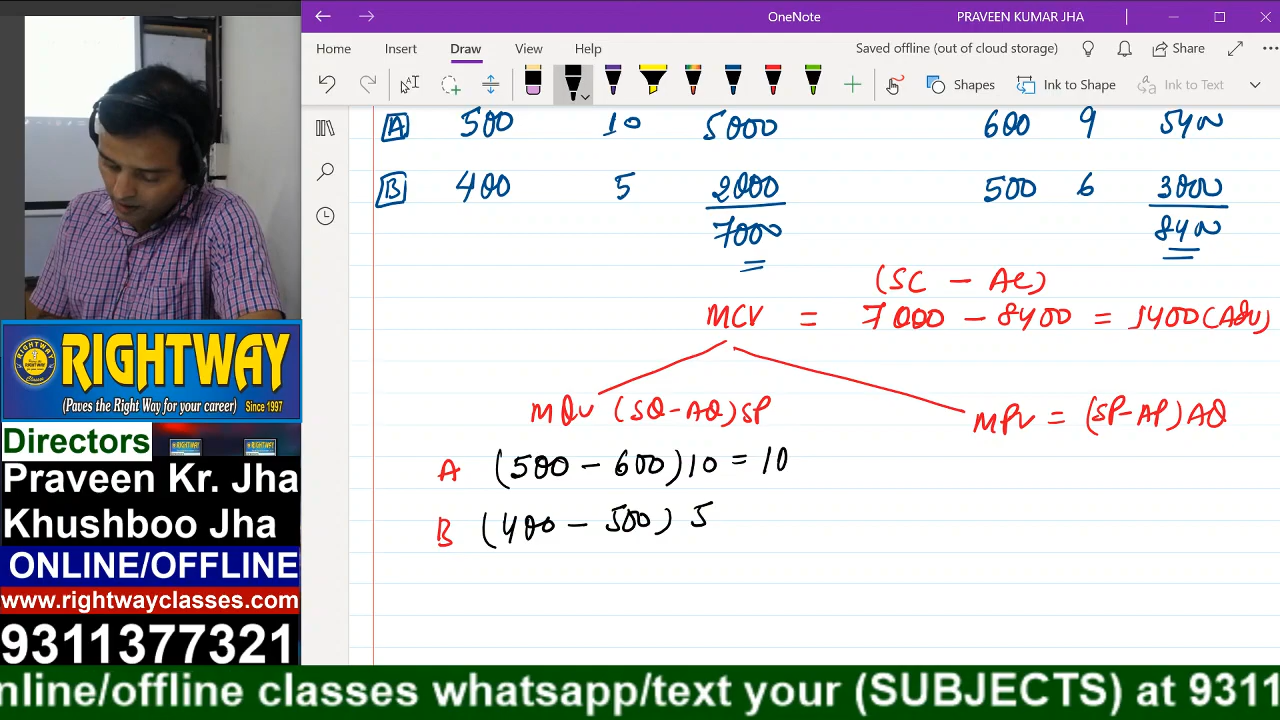 OneNote PRAVEEN KUMAR JHA
Home Insert Draw View Help Saved offline (out of cloud storage) Share
Shapes Ink to Shape Ink to Text
A 500 10 5000 600 9 5400
B 400 5 2000 500 6 3000
7000 8400
(SC - AC)
MCV = 7000 - 8400 = 1400 (Adv)
MQV (SQ-AQ)SP MPV = (SP-AP)AQ
A (500 - 600)10 = 10
B (400 - 500) 5
RIGHTWAY
(Paves the Right Way for your career) Since 1997
Directors
Praveen Kr. Jha
Khushboo Jha
ONLINE/OFFLINE
www.rightwayclasses.com
9311377321
nline/offline classes whatsapp/text your (SUBJECTS) at 9311